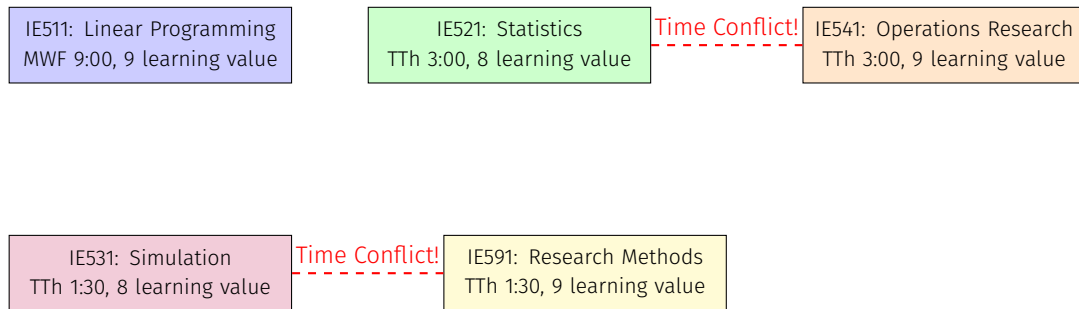 IE511: Linear Programming
MWF 9:00, 9 learning value
IE521: Statistics
TTh 3:00, 8 learning value
Time Conflict!
IE541: Operations Research
TTh 3:00, 9 learning value
IE531: Simulation
TTh 1:30, 8 learning value
Time Conflict!
IE591: Research Methods
TTh 1:30, 9 learning value